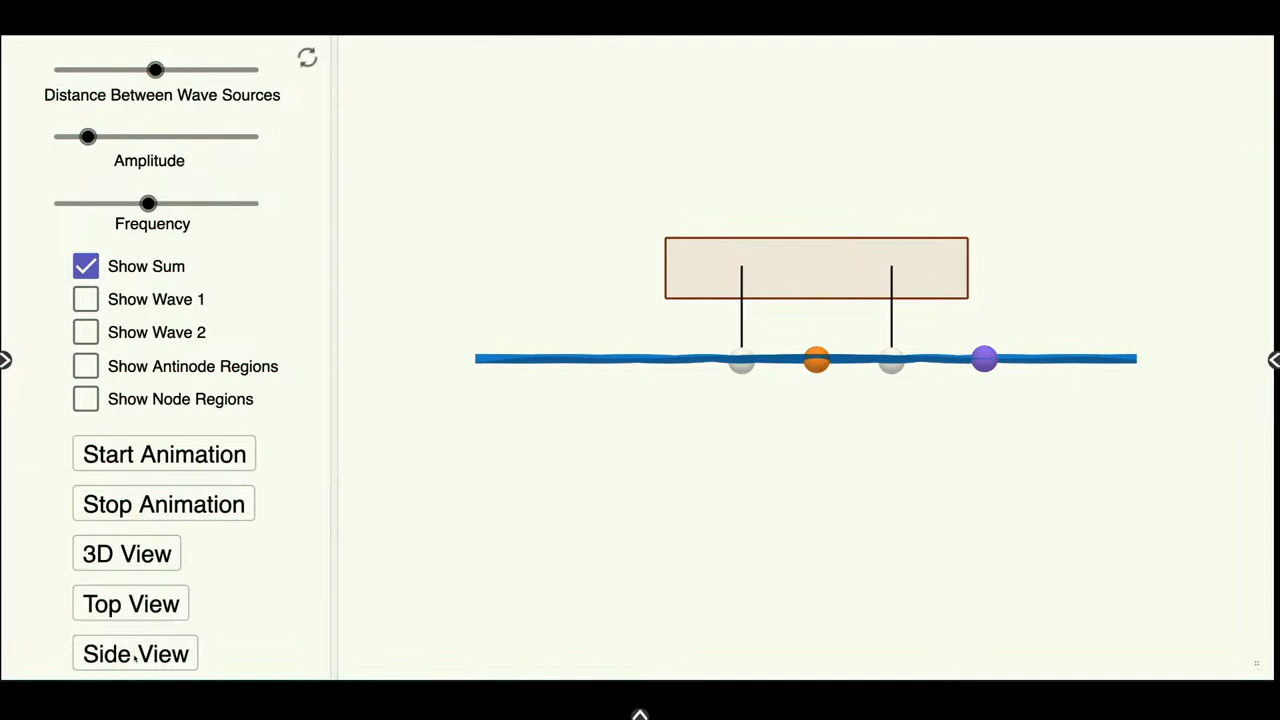 Distance Between Wave Sources
Amplitude
Frequency
Show Sum
Show Wave 1
Show Wave 2
Show Antinode Regions
Show Node Regions
Start Animation
Stop Animation
3D View
Top View
Side View